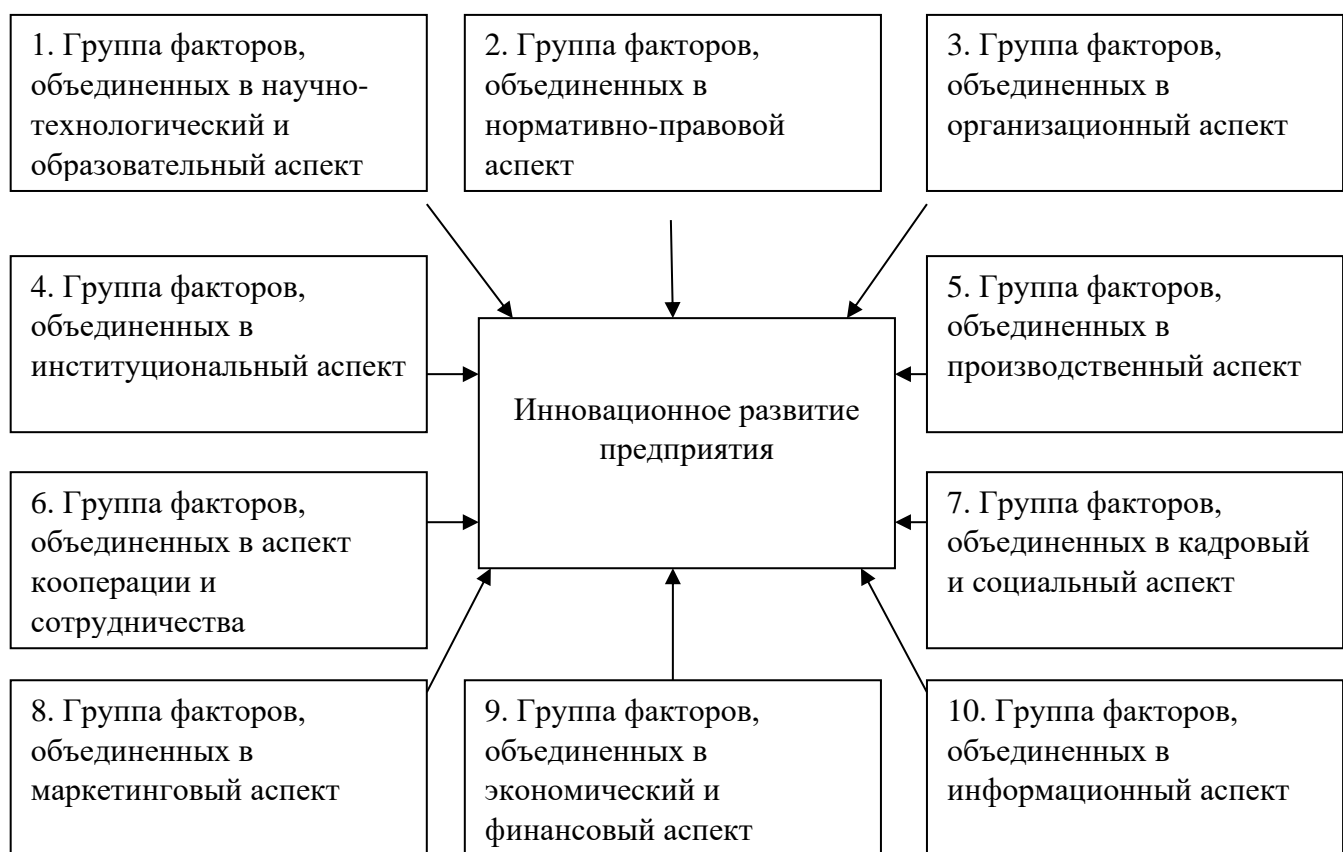 1. Группа факторов,
объединенных в научно-
технологический и
образовательный аспект
2. Группа факторов,
объединенных в
нормативно-правовой
аспект
3. Группа факторов,
объединенных в
организационный аспект
4. Группа факторов,
объединенных в
институциональный аспект
5. Группа факторов,
объединенных в
производственный аспект
Инновационное развитие
предприятия
6. Группа факторов,
объединенных в аспект
кооперации и
сотрудничества
7. Группа факторов,
объединенных в кадровый
и социальный аспект
8. Группа факторов,
объединенных в
маркетинговый аспект
9. Группа факторов,
объединенных в
экономический и
финансовый аспект
10. Группа факторов,
объединенных в
информационный аспект